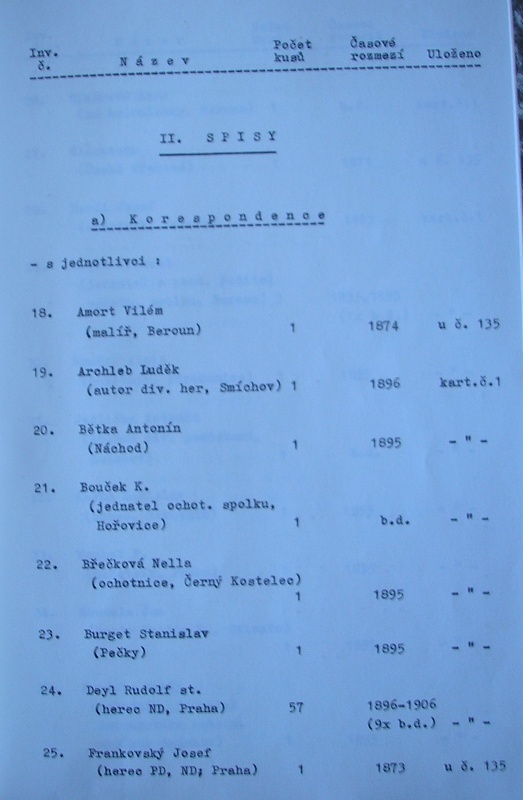 Inv. č. Název Počet kusů Časové rozmezí Uloženo
II. SPISY
a) Korespondence
- s jednotlivci :
18. Amort Vilém
(malíř, Beroun) 1 1874 u č. 135
19. Archleb Luděk
(autor div. her, Smíchov) 1 1896 kart.č.1
20. Bětka Antonín
(Náchod) 1 1895 - " -
21. Bouček K.
(jednatel ochot. spolku,
Hořovice) 1 b.d. - " -
22. Břečková Nella
(ochotnice, Černý Kostelec)
1 1895 - " -
23. Burget Stanislav
(Pečky) 1 1895 - " -
24. Deyl Rudolf st.
(herec ND, Praha) 57 1896-1906
(9x b.d.) - " -
25. Frankovský Josef
(herec PD, ND; Praha) 1 1873 u č. 135